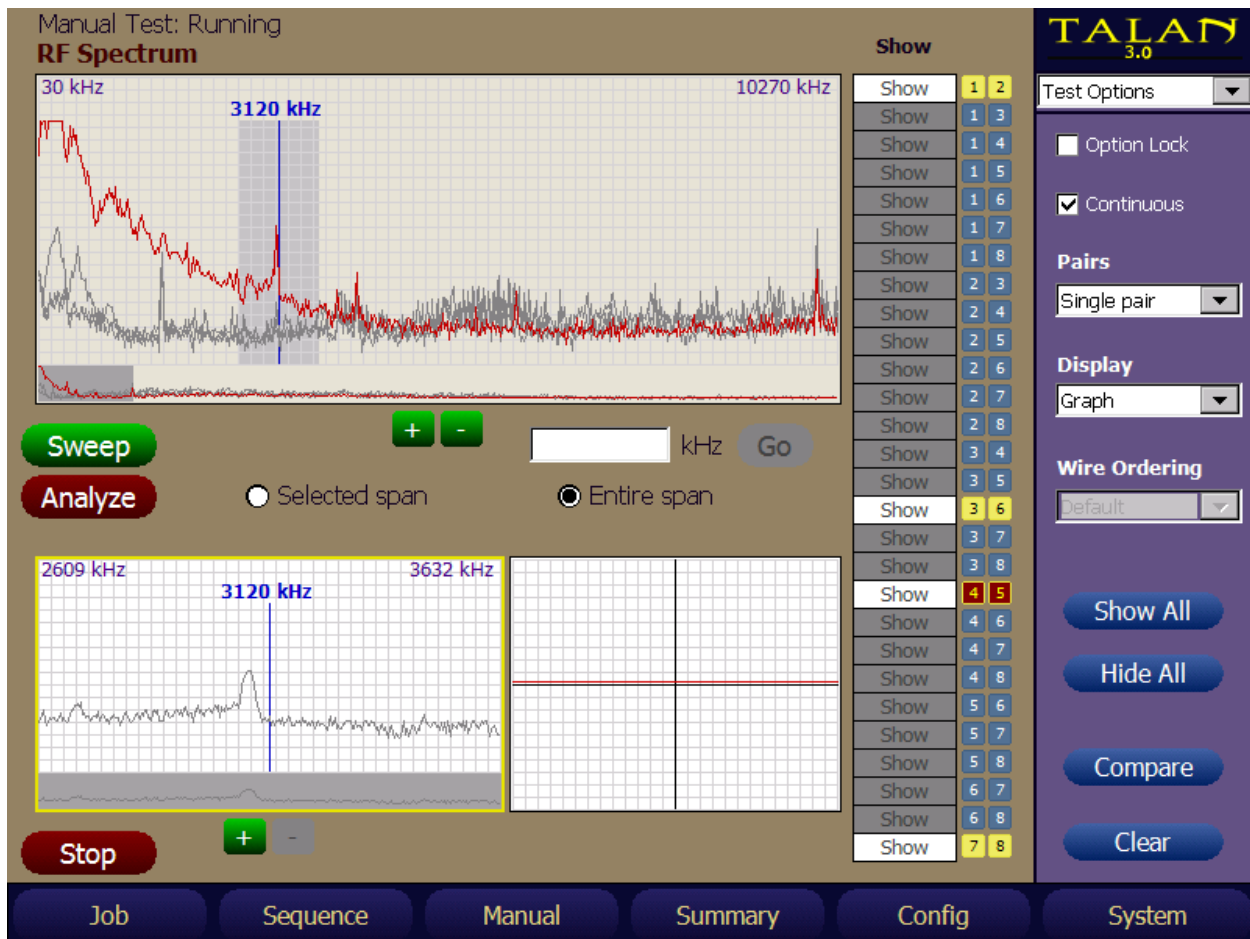 Manual Test: Running
RF Spectrum
Show
TALAN
3.0
30 kHz
10270 kHz
3120 kHz
Show 1 2
Show 1 3
Show 1 4
Show 1 5
Show 1 6
Show 1 7
Show 1 8
Show 2 3
Show 2 4
Show 2 5
Show 2 6
Show 2 7
Show 2 8
Show 3 4
Show 3 5
Show 3 6
Show 3 7
Show 3 8
Show 4 5
Show 4 6
Show 4 7
Show 4 8
Show 5 6
Show 5 7
Show 5 8
Show 6 7
Show 6 8
Show 7 8
Test Options
Option Lock
Continuous
Pairs
Single pair
Display
Graph
Wire Ordering
Default
Show All
Hide All
Compare
Clear
Sweep
+ -
kHz
Go
Analyze
Selected span
Entire span
2609 kHz
3632 kHz
3120 kHz
Stop
+ -
Job
Sequence
Manual
Summary
Config
System